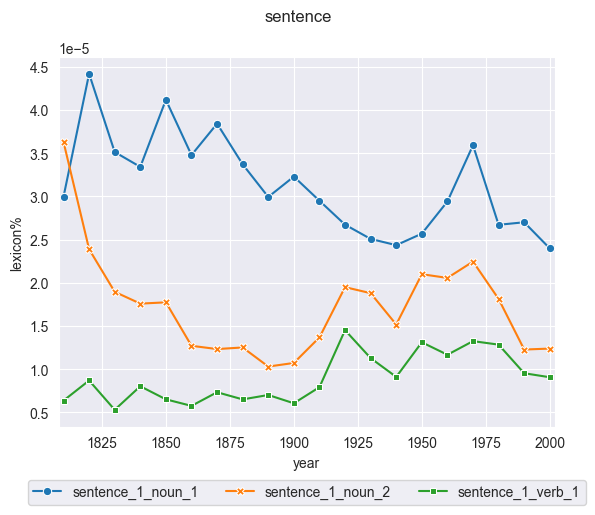 sentence
1e−5
4.5
4.0
3.5
3.0
2.5
2.0
1.5
1.0
0.5
lexicon%
1825 1850 1875 1900 1925 1950 1975 2000
year
sentence_1_noun_1 sentence_1_noun_2 sentence_1_verb_1